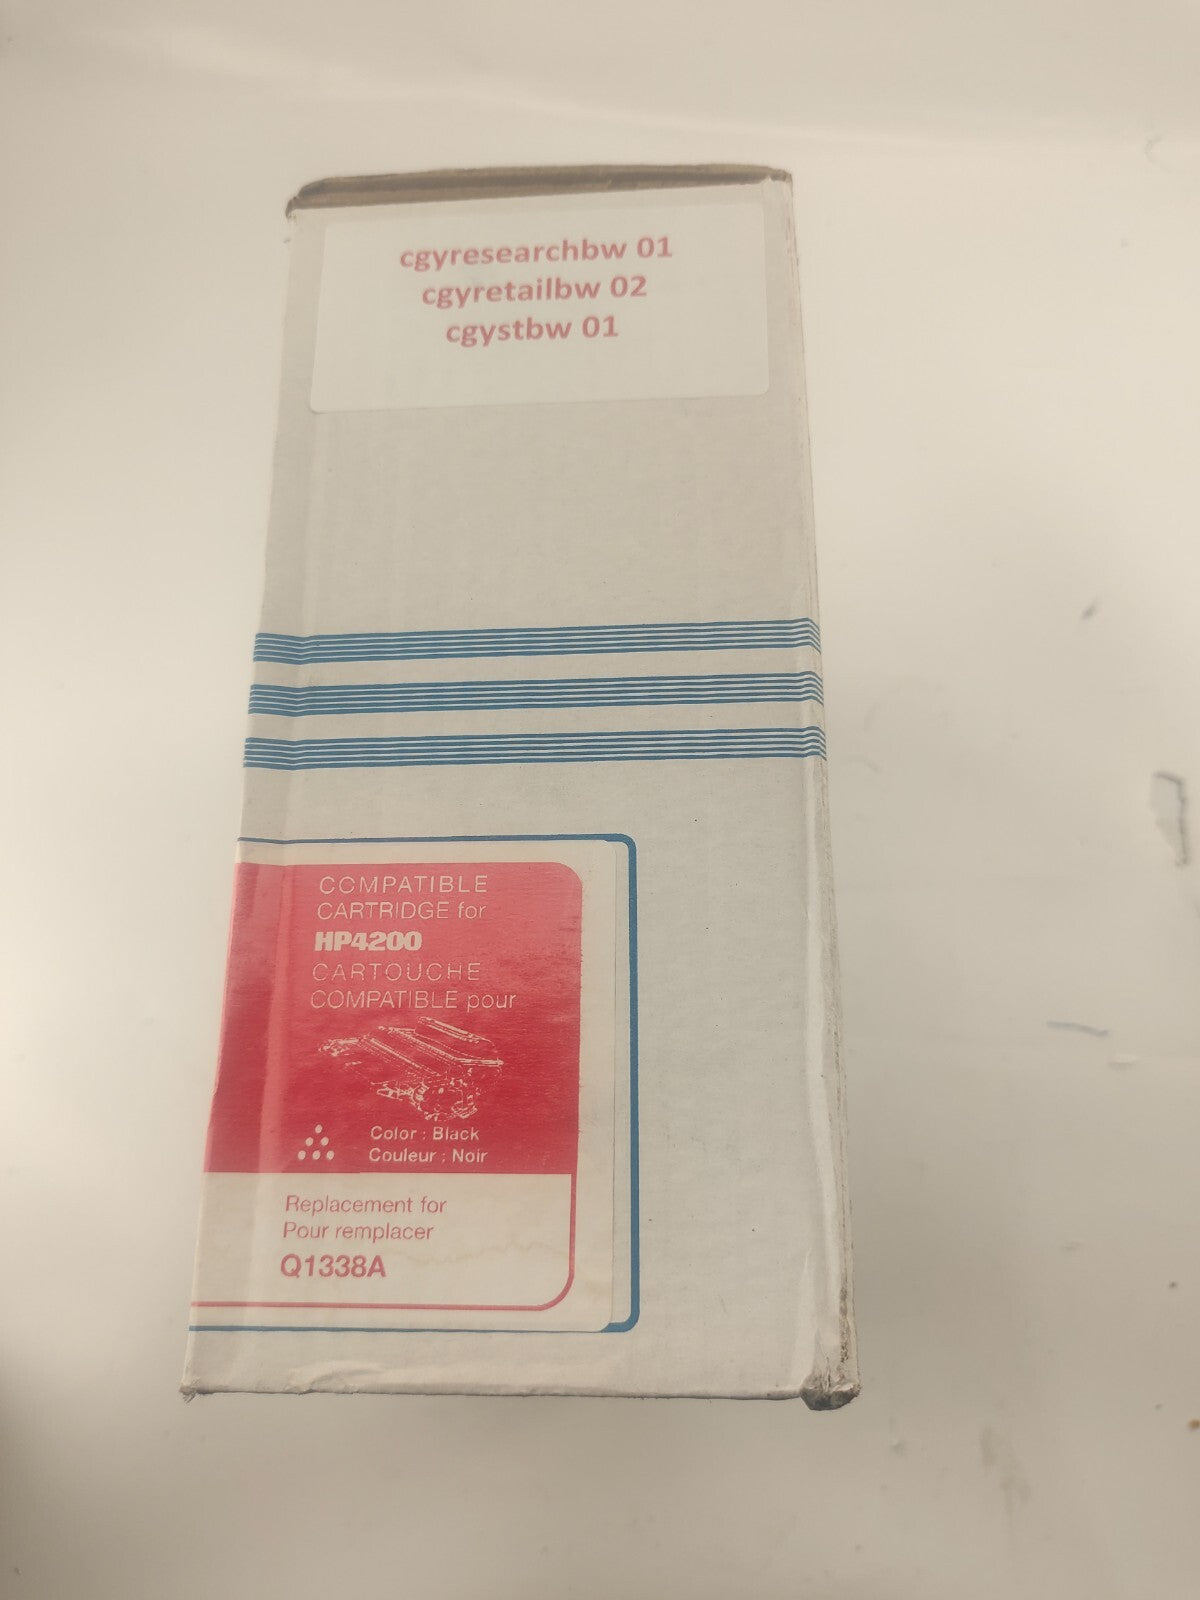 cgyresearchbw 01
cgyretailbw 02
cgystbw 01
COMPATIBLE
CARTRIDGE for
HP4200
CARTOUCHE
COMPATIBLE pour
Color : Black
Couleur : Noir
Replacement for
Pour remplacer
Q1338A